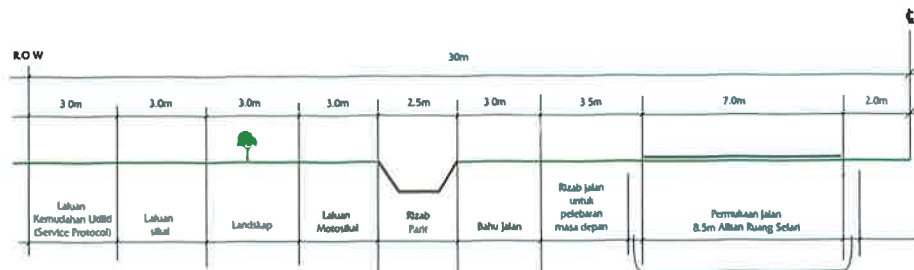 ℄
R O W
30m
3 0m 3.0m 3.0m 3.0m 2.5m 3.0m 3 5m 7.0m 2.0m
Laluan
Kemudahan Utiliti
(Service Protocol)
Laluan
sikal
Landskap
Laluan
Motosikal
Rizab
Parit
Bahu Jalan
Rizab jalan
untuk
pelebaran
masa depan
Permukaan Jalan
8.5m Aliran Ruang Selari